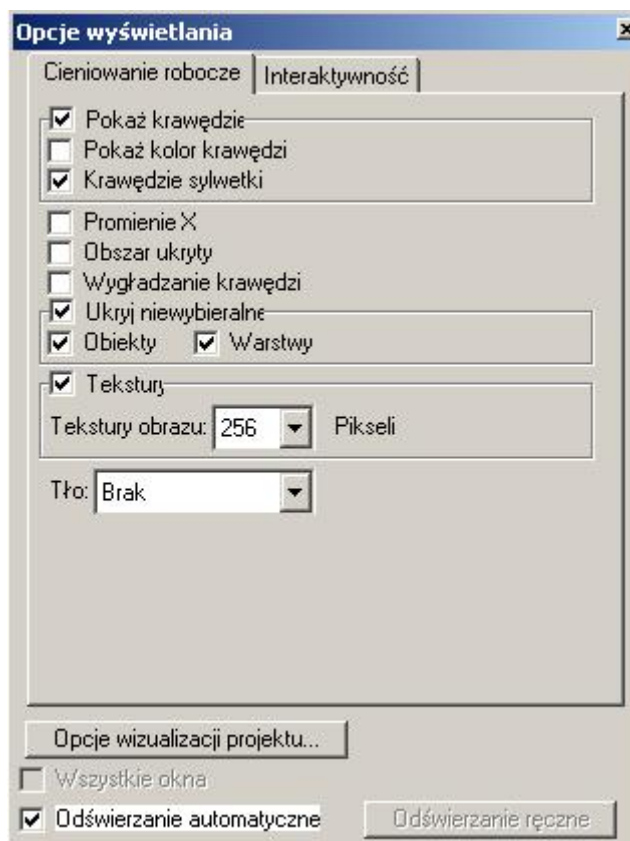 Opcje wyświetlania
Cieniowanie robocze Interaktywność
Pokaż krawędzie
Pokaż kolor krawędzi
Krawędzie sylwetki
Promienie X
Obszar ukryty
Wygładzanie krawędzi
Ukryj niewybieralne
Obiekty Warstwy
Tekstury
Tekstury obrazu: 256 Pikseli
Tło: Brak
Opcje wizualizacji projektu...
Wszystkie okna
Odświerzanie automatyczne Odświerzanie ręczne